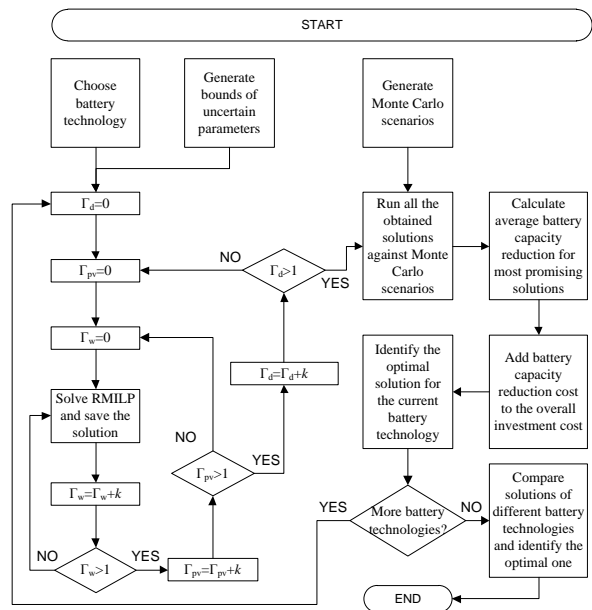 START
Choose
battery
technology
Generate
bounds of
uncertain
parameters
Generate
Monte Carlo
scenarios
Γd=0
Γpv=0
Γw=0
Solve RMILP
and save the
solution
Γw=Γw+k
NO
Γw>1
YES
Γpv=Γpv+k
NO
Γpv>1
YES
Γd=Γd+k
NO
Γd>1
YES
Run all the
obtained
solutions
against Monte
Carlo
scenarios
Calculate
average battery
capacity
reduction for
most promising
solutions
Add battery
capacity
reduction cost
to the overall
investment cost
Identify the
optimal
solution for
the current
battery
technology
YES
More battery
technologies?
NO
Compare
solutions of
different battery
technologies
and identify the
optimal one
END